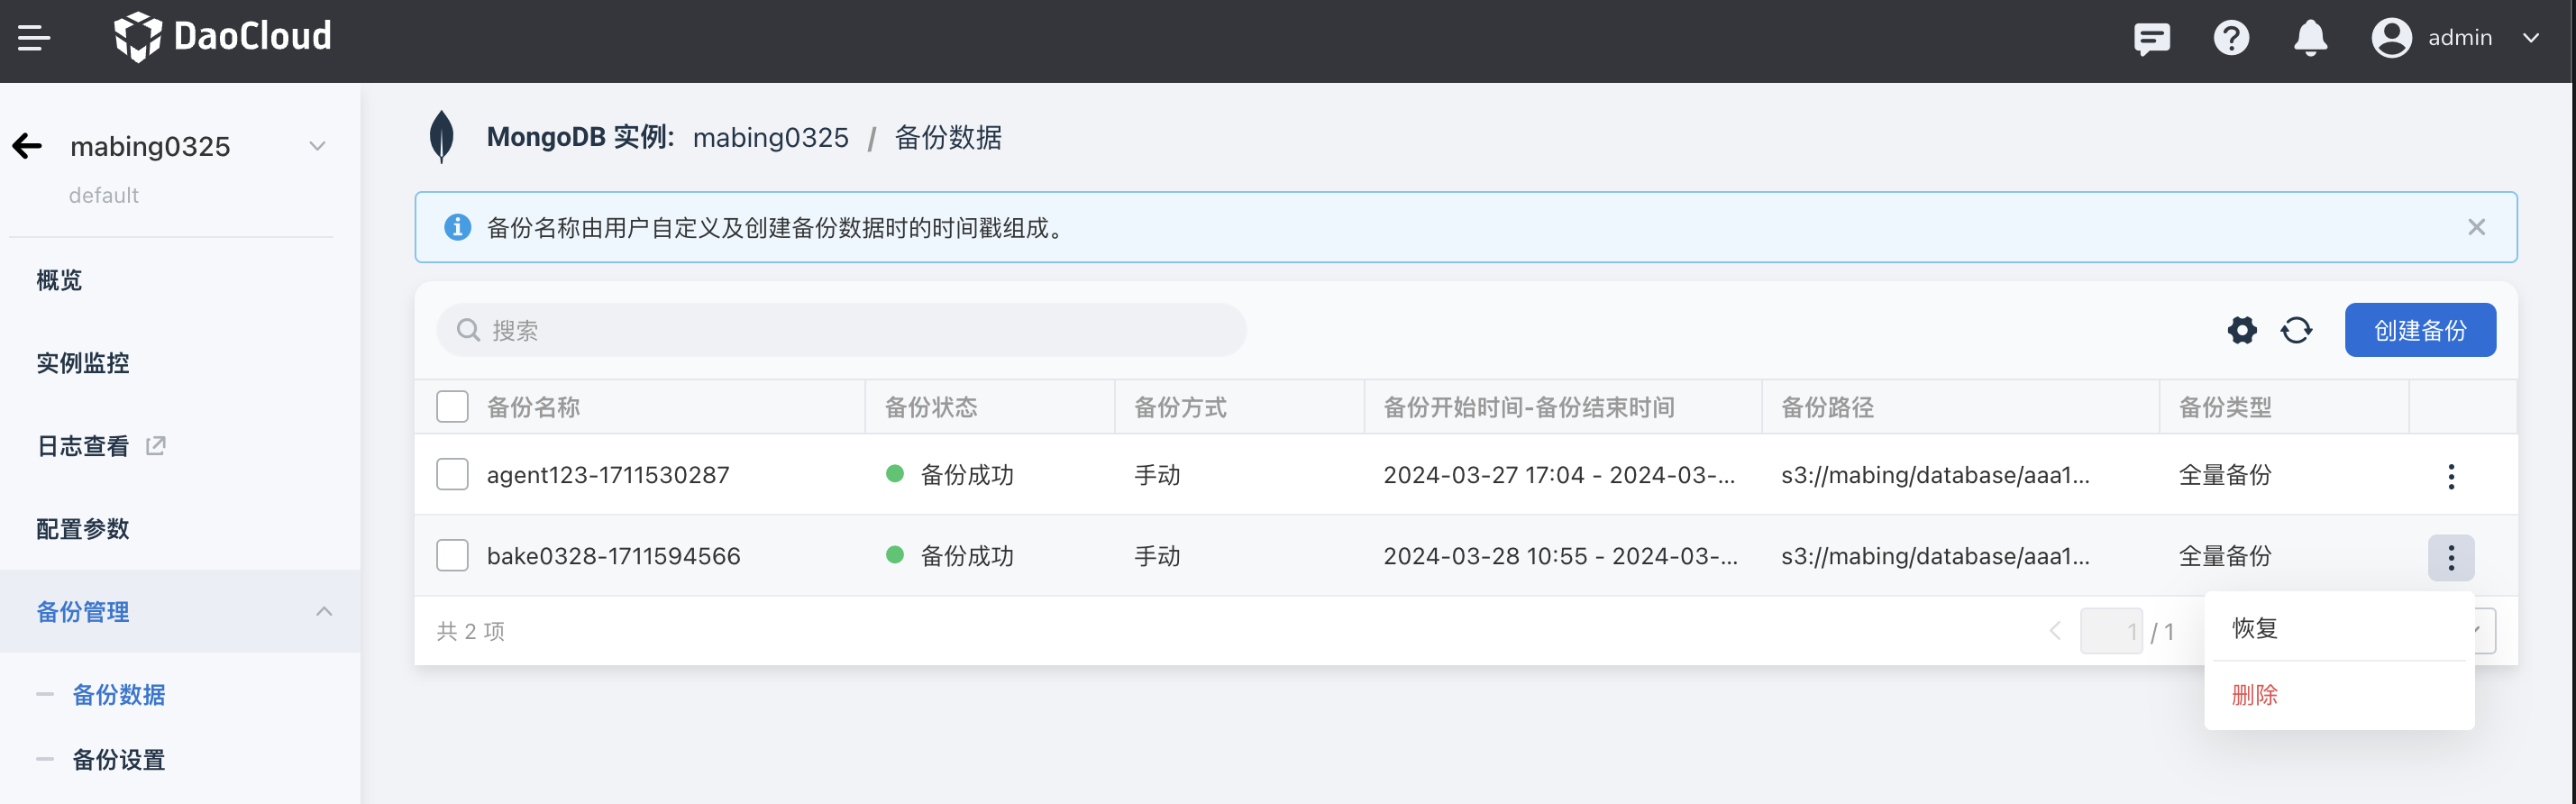 DaoCloud
admin
mabing0325
default
概览
实例监控
日志查看
配置参数
备份管理
备份数据
备份设置
MongoDB 实例: mabing0325 / 备份数据
备份名称由用户自定义及创建备份数据时的时间戳组成。
搜索
创建备份
备份名称 备份状态 备份方式 备份开始时间-备份结束时间 备份路径 备份类型
agent123-1711530287 备份成功 手动 2024-03-27 17:04 - 2024-03-... s3://mabing/database/aaa1... 全量备份
bake0328-1711594566 备份成功 手动 2024-03-28 10:55 - 2024-03-... s3://mabing/database/aaa1... 全量备份
共 2 项
1 / 1
恢复
删除